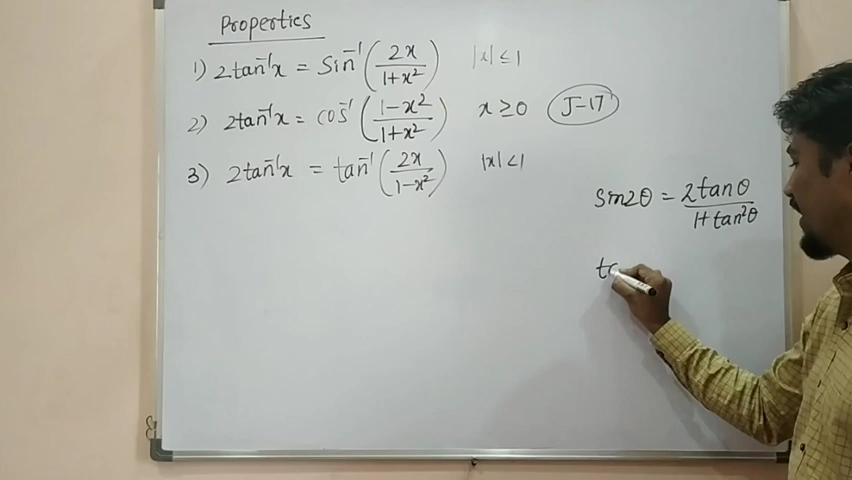 Properties
1) 2tan⁻¹x = Sin⁻¹(2x/1+x²) |x| ≤ 1
2) 2tan⁻¹x = cos⁻¹(1-x²/1+x²) x ≥ 0 J-17
3) 2tan⁻¹x = tan⁻¹(2x/1-x²) |x| < 1
sin2θ = 2tanθ/1+tan²θ
ta